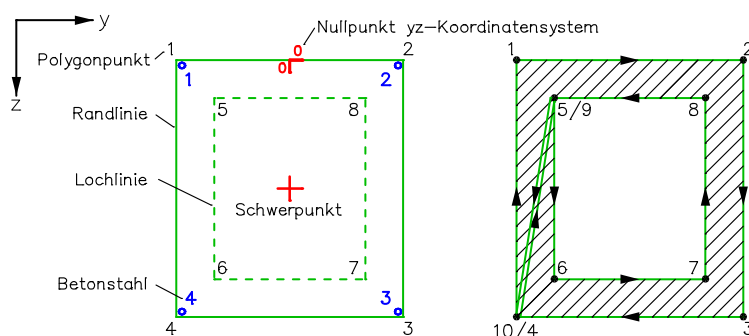 y
Nullpunkt yz-Koordinatensystem
1
0
2
1
2
Polygonpunkt
0
1
2
z
5
8
5/9
8
Randlinie
Lochlinie
Schwerpunkt
6
7
6
7
Betonstahl
4
3
4
3
10/4
3